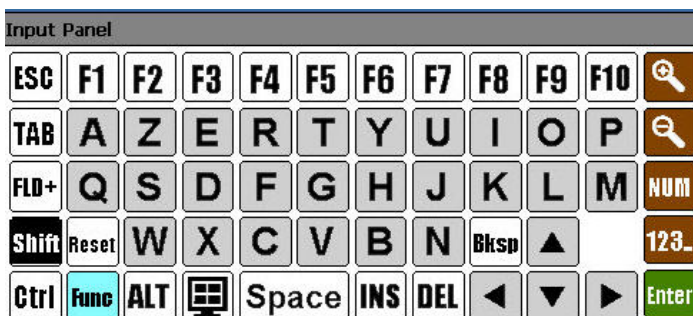 Input Panel
ESC F1 F2 F3 F4 F5 F6 F7 F8 F9 F10
TAB A Z E R T Y U I O P
FLD+ Q S D F G H J K L M NUM
Shift Reset W X C V B N Bksp 123..
Ctrl Func ALT Space INS DEL Enter